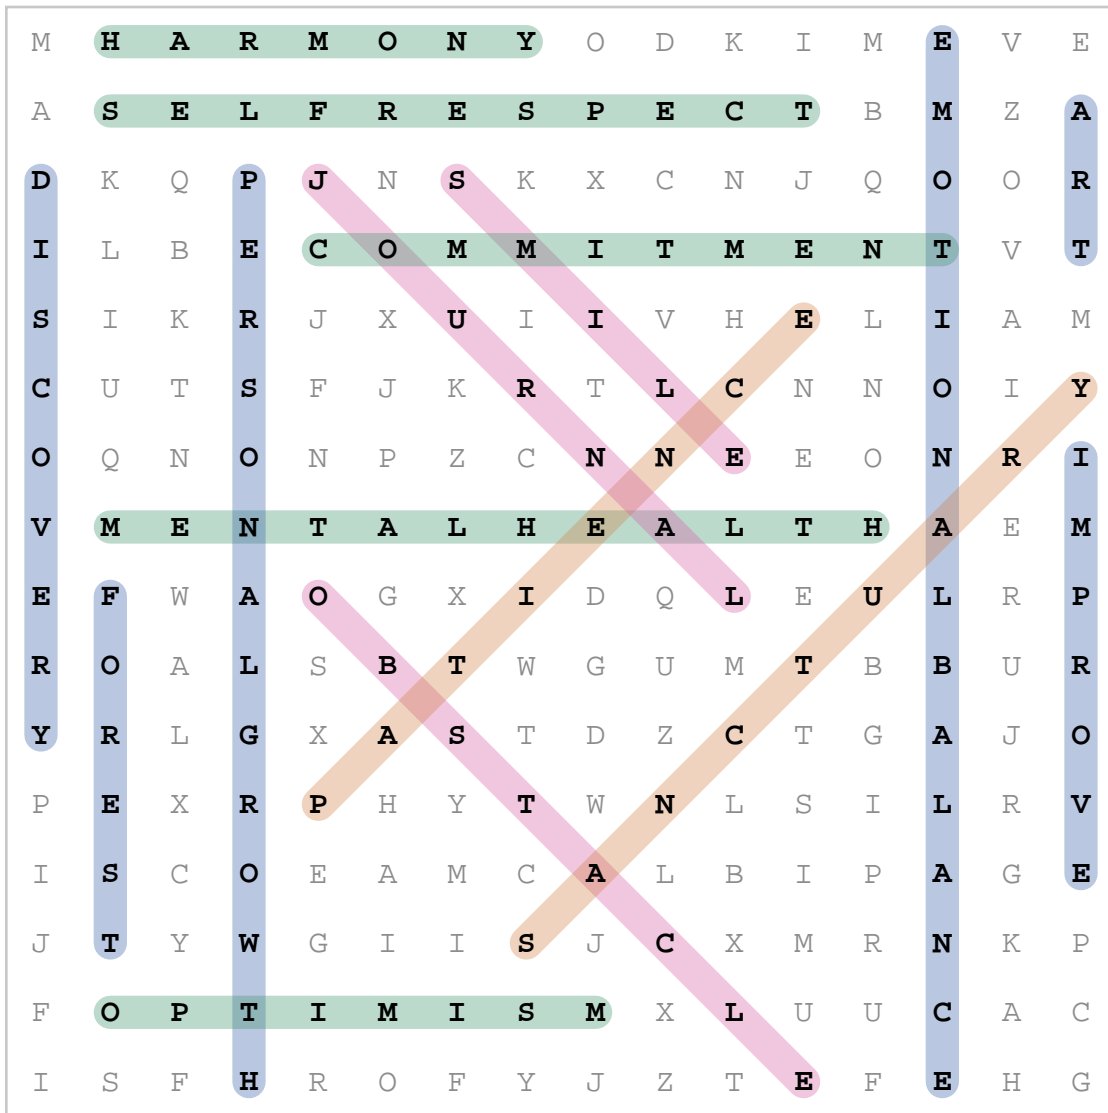 M H A R M O N Y O D K I M E V E
A S E L F R E S P E C T B M Z A
D K Q P J N S K X C N J Q O O R
I L B E C O M M I T M E N T V T
S I K R J X U I I V H E L I A M
C U T S F J K R T L C N N O I Y
O Q N O N P Z C N N E E O N R I
V M E N T A L H E A L T H A E M
E F W A O G X I D Q L E U L R P
R O A L S B T W G U M T B B U R
Y R L G X A S T D Z C T G A J O
P E X R P H Y T W N L S I L R V
I S C O E A M C A L B I P A G E
J T Y W G I I S J C X M R N K P
F O P T I M I S M X L U U C A C
I S F H R O F Y J Z T E F E H G